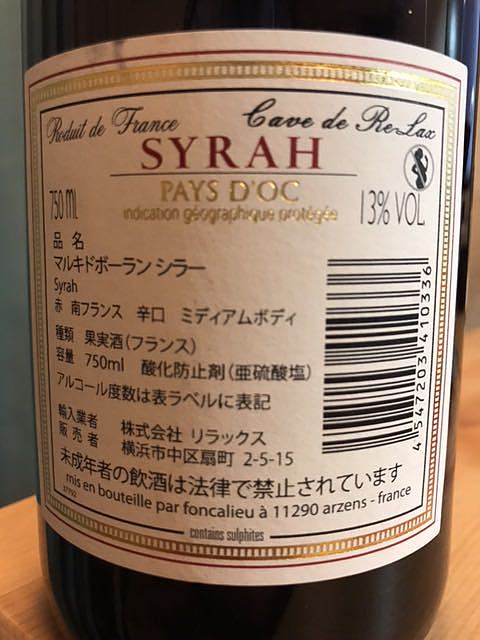 Produit de France
Cave de Re-Lax
SYRAH
PAYS D'OC
indication géographique protégée
750 ml
13% VOL
品 名
マルキドボーラン シラー
Syrah
赤 南フランス 辛口 ミディアムボディ
種類 果実酒(フランス)
容量 750ml 酸化防止剤(亜硫酸塩)
アルコール度数は表ラベルに表記
輸入業者
販 売 者
株式会社 リラックス
横浜市中区扇町 2-5-15
4 547203 410336
未成年者の飲酒は法律で禁止されています
mis en bouteille par foncalieu à 11290 arzens - france
contains sulphites